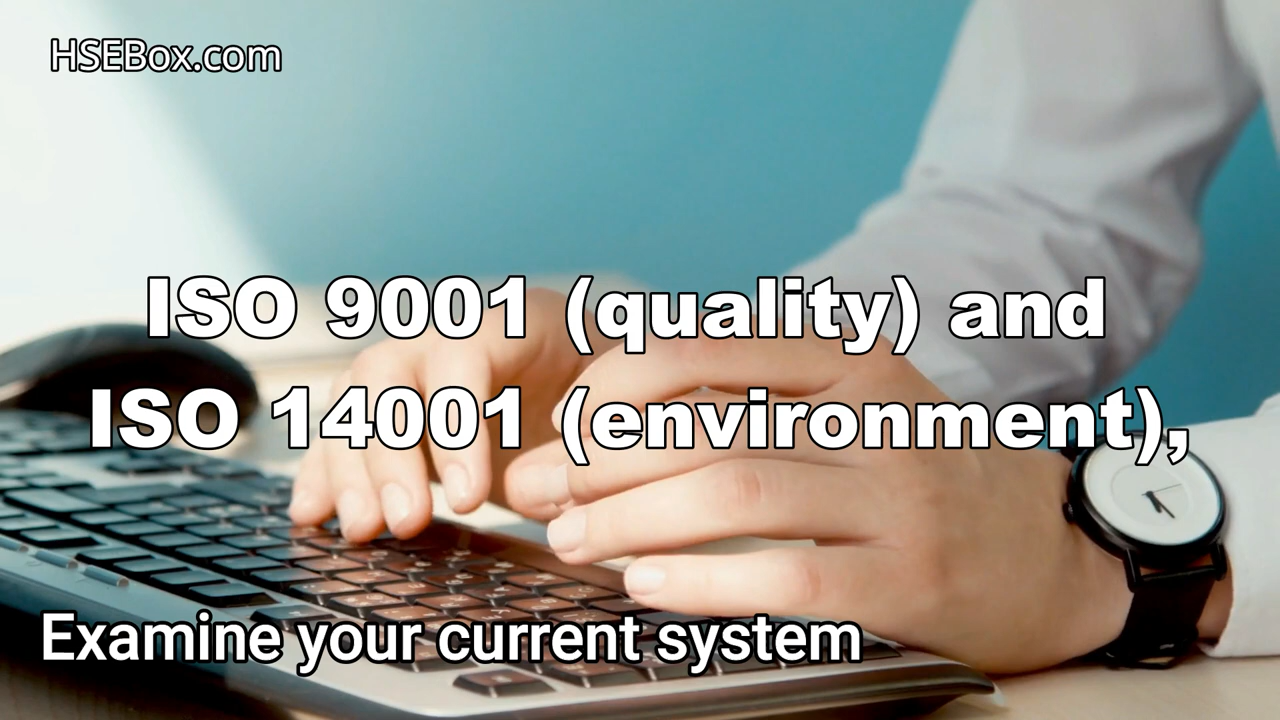 HSEBox.com
ISO 9001 (quality) and
ISO 14001 (environment),
Examine your current system